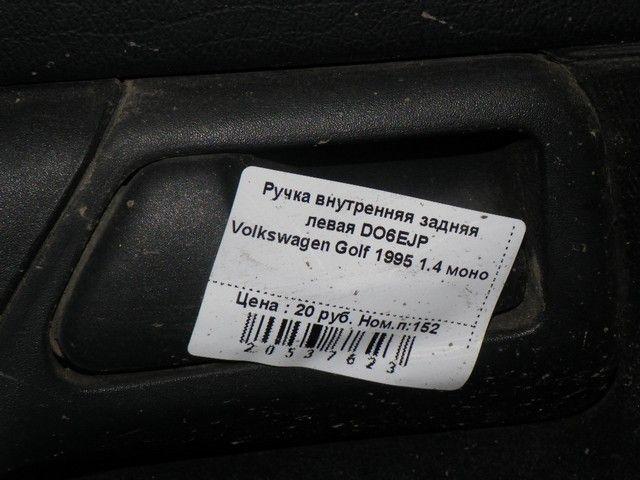 Ручка внутренняя задняя
левая DO6EJP
Volkswagen Golf 1995 1.4 моно
Цена : 20 руб. Ном.п:152
20537623